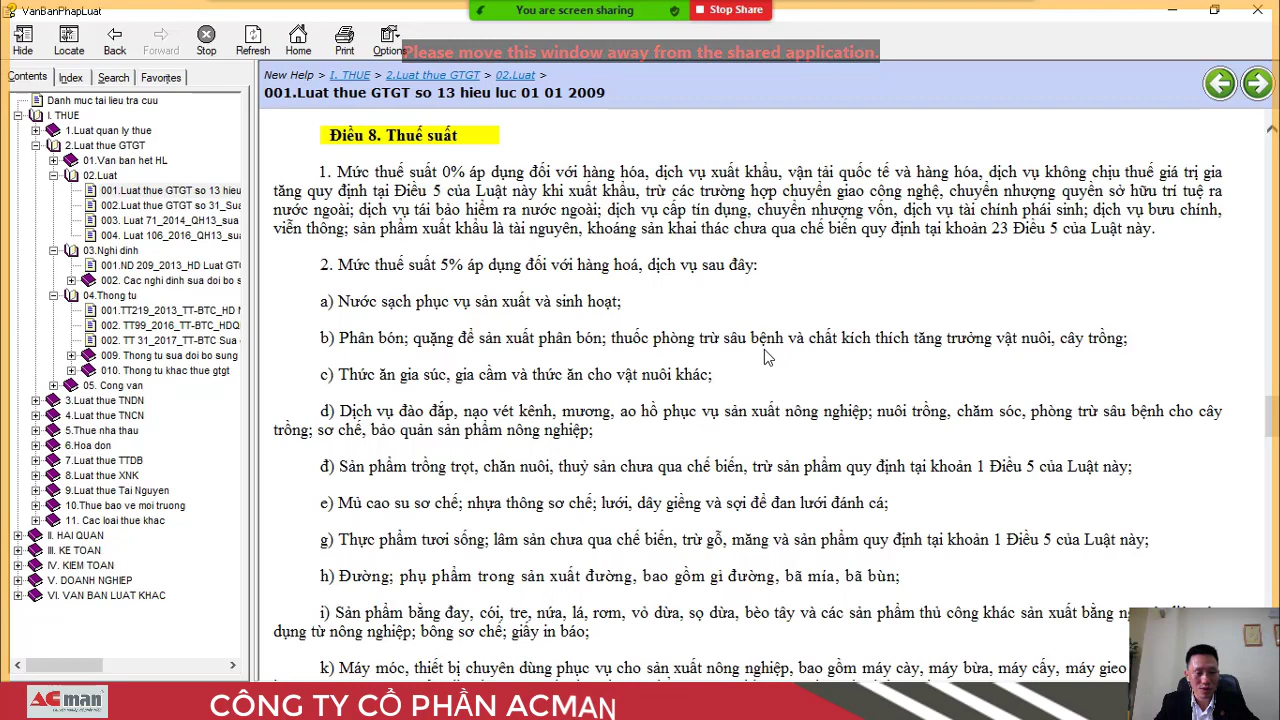 VanBanPhapLuat
You are screen sharing
Stop Share
Please move this window away from the shared application.
Hide
Locate
Back
Forward
Stop
Refresh
Home
Print
Options
Contents
Index
Search
Favorites
Danh muc tai lieu tra cuu
I. THUE
1.Luat quan ly thue
2.Luat thue GTGT
01.Van ban het HL
02.Luat
001.Luat thue GTGT so 13 hieu
002.Luat thue GTGT so 31_Sua
003. Luat 71_2014_QH13_sua
004. Luat 106_2016_QH13_sua
03.Nghi dinh
001.ND 209_2013_HD Luat GTG
002. Cac nghi dinh sua doi bo s
04.Thong tu
001.TT219_2013_TT-BTC_HD N
002. TT99_2016_TT-BTC_HDQ
002. TT 31_2017_TT-BTC_Su
009. Thong tu sua doi bo sung
010. Thong tu khac thue gtgt
05. Cong van
3.Luat thue TNDN
4.Luat thue TNCN
5.Thue nha thau
6.Hoa don
7.Luat thue TTDB
8.Luat thue XNK
9.Luat thue Tai Nguyen
10.Thue bao ve moi truong
11. Cac loai thue khac
II. HAI QUAN
III. KE TOAN
IV. KIEM TOAN
V. DOANH NGHIEP
VI. VAN BAN LUAT KHAC
New Help > I. THUE > 2.Luat thue GTGT > 02.Luat >
001.Luat thue GTGT so 13 hieu luc 01 01 2009
Điều 8. Thuế suất
1. Mức thuế suất 0% áp dụng đối với hàng hóa, dịch vụ xuất khẩu, vận tải quốc tế và hàng hóa, dịch vụ không chịu thuế giá trị gia
tăng quy định tại Điều 5 của Luật này khi xuất khẩu, trừ các trường hợp chuyển giao công nghệ, chuyển nhượng quyền sở hữu trí tuệ ra
nước ngoài; dịch vụ tái bảo hiểm ra nước ngoài; dịch vụ cấp tín dụng, chuyển nhượng vốn, dịch vụ tài chính phái sinh; dịch vụ bưu chính,
viễn thông; sản phẩm xuất khẩu là tài nguyên, khoáng sản khai thác chưa qua chế biến quy định tại khoản 23 Điều 5 của Luật này.
2. Mức thuế suất 5% áp dụng đối với hàng hoá, dịch vụ sau đây:
a) Nước sạch phục vụ sản xuất và sinh hoạt;
b) Phân bón; quặng để sản xuất phân bón; thuốc phòng trừ sâu bệnh và chất kích thích tăng trưởng vật nuôi, cây trồng;
c) Thức ăn gia súc, gia cầm và thức ăn cho vật nuôi khác;
d) Dịch vụ đào đắp, nạo vét kênh, mương, ao hồ phục vụ sản xuất nông nghiệp; nuôi trồng, chăm sóc, phòng trừ sâu bệnh cho cây
trồng; sơ chế, bảo quản sản phẩm nông nghiệp;
đ) Sản phẩm trồng trọt, chăn nuôi, thuỷ sản chưa qua chế biến, trừ sản phẩm quy định tại khoản 1 Điều 5 của Luật này;
e) Mủ cao su sơ chế; nhựa thông sơ chế; lưới, dây giềng và sợi để đan lưới đánh cá;
g) Thực phẩm tươi sống; lâm sản chưa qua chế biến, trừ gỗ, măng và sản phẩm quy định tại khoản 1 Điều 5 của Luật này;
h) Đường; phụ phẩm trong sản xuất đường, bao gồm gỉ đường, bã mía, bã bùn;
i) Sản phẩm bằng đay, cói, tre, nứa, lá, rơm, vỏ dừa, sọ dừa, bèo tây và các sản phẩm thủ công khác sản xuất bằng
dụng từ nông nghiệp; bông sơ chế; giấy in báo;
k) Máy móc, thiết bị chuyên dùng phục vụ cho sản xuất nông nghiệp, bao gồm máy cày, máy bừa, máy cấy, máy gieo
ACman
CÔNG TY CỔ PHẦN ACMAN